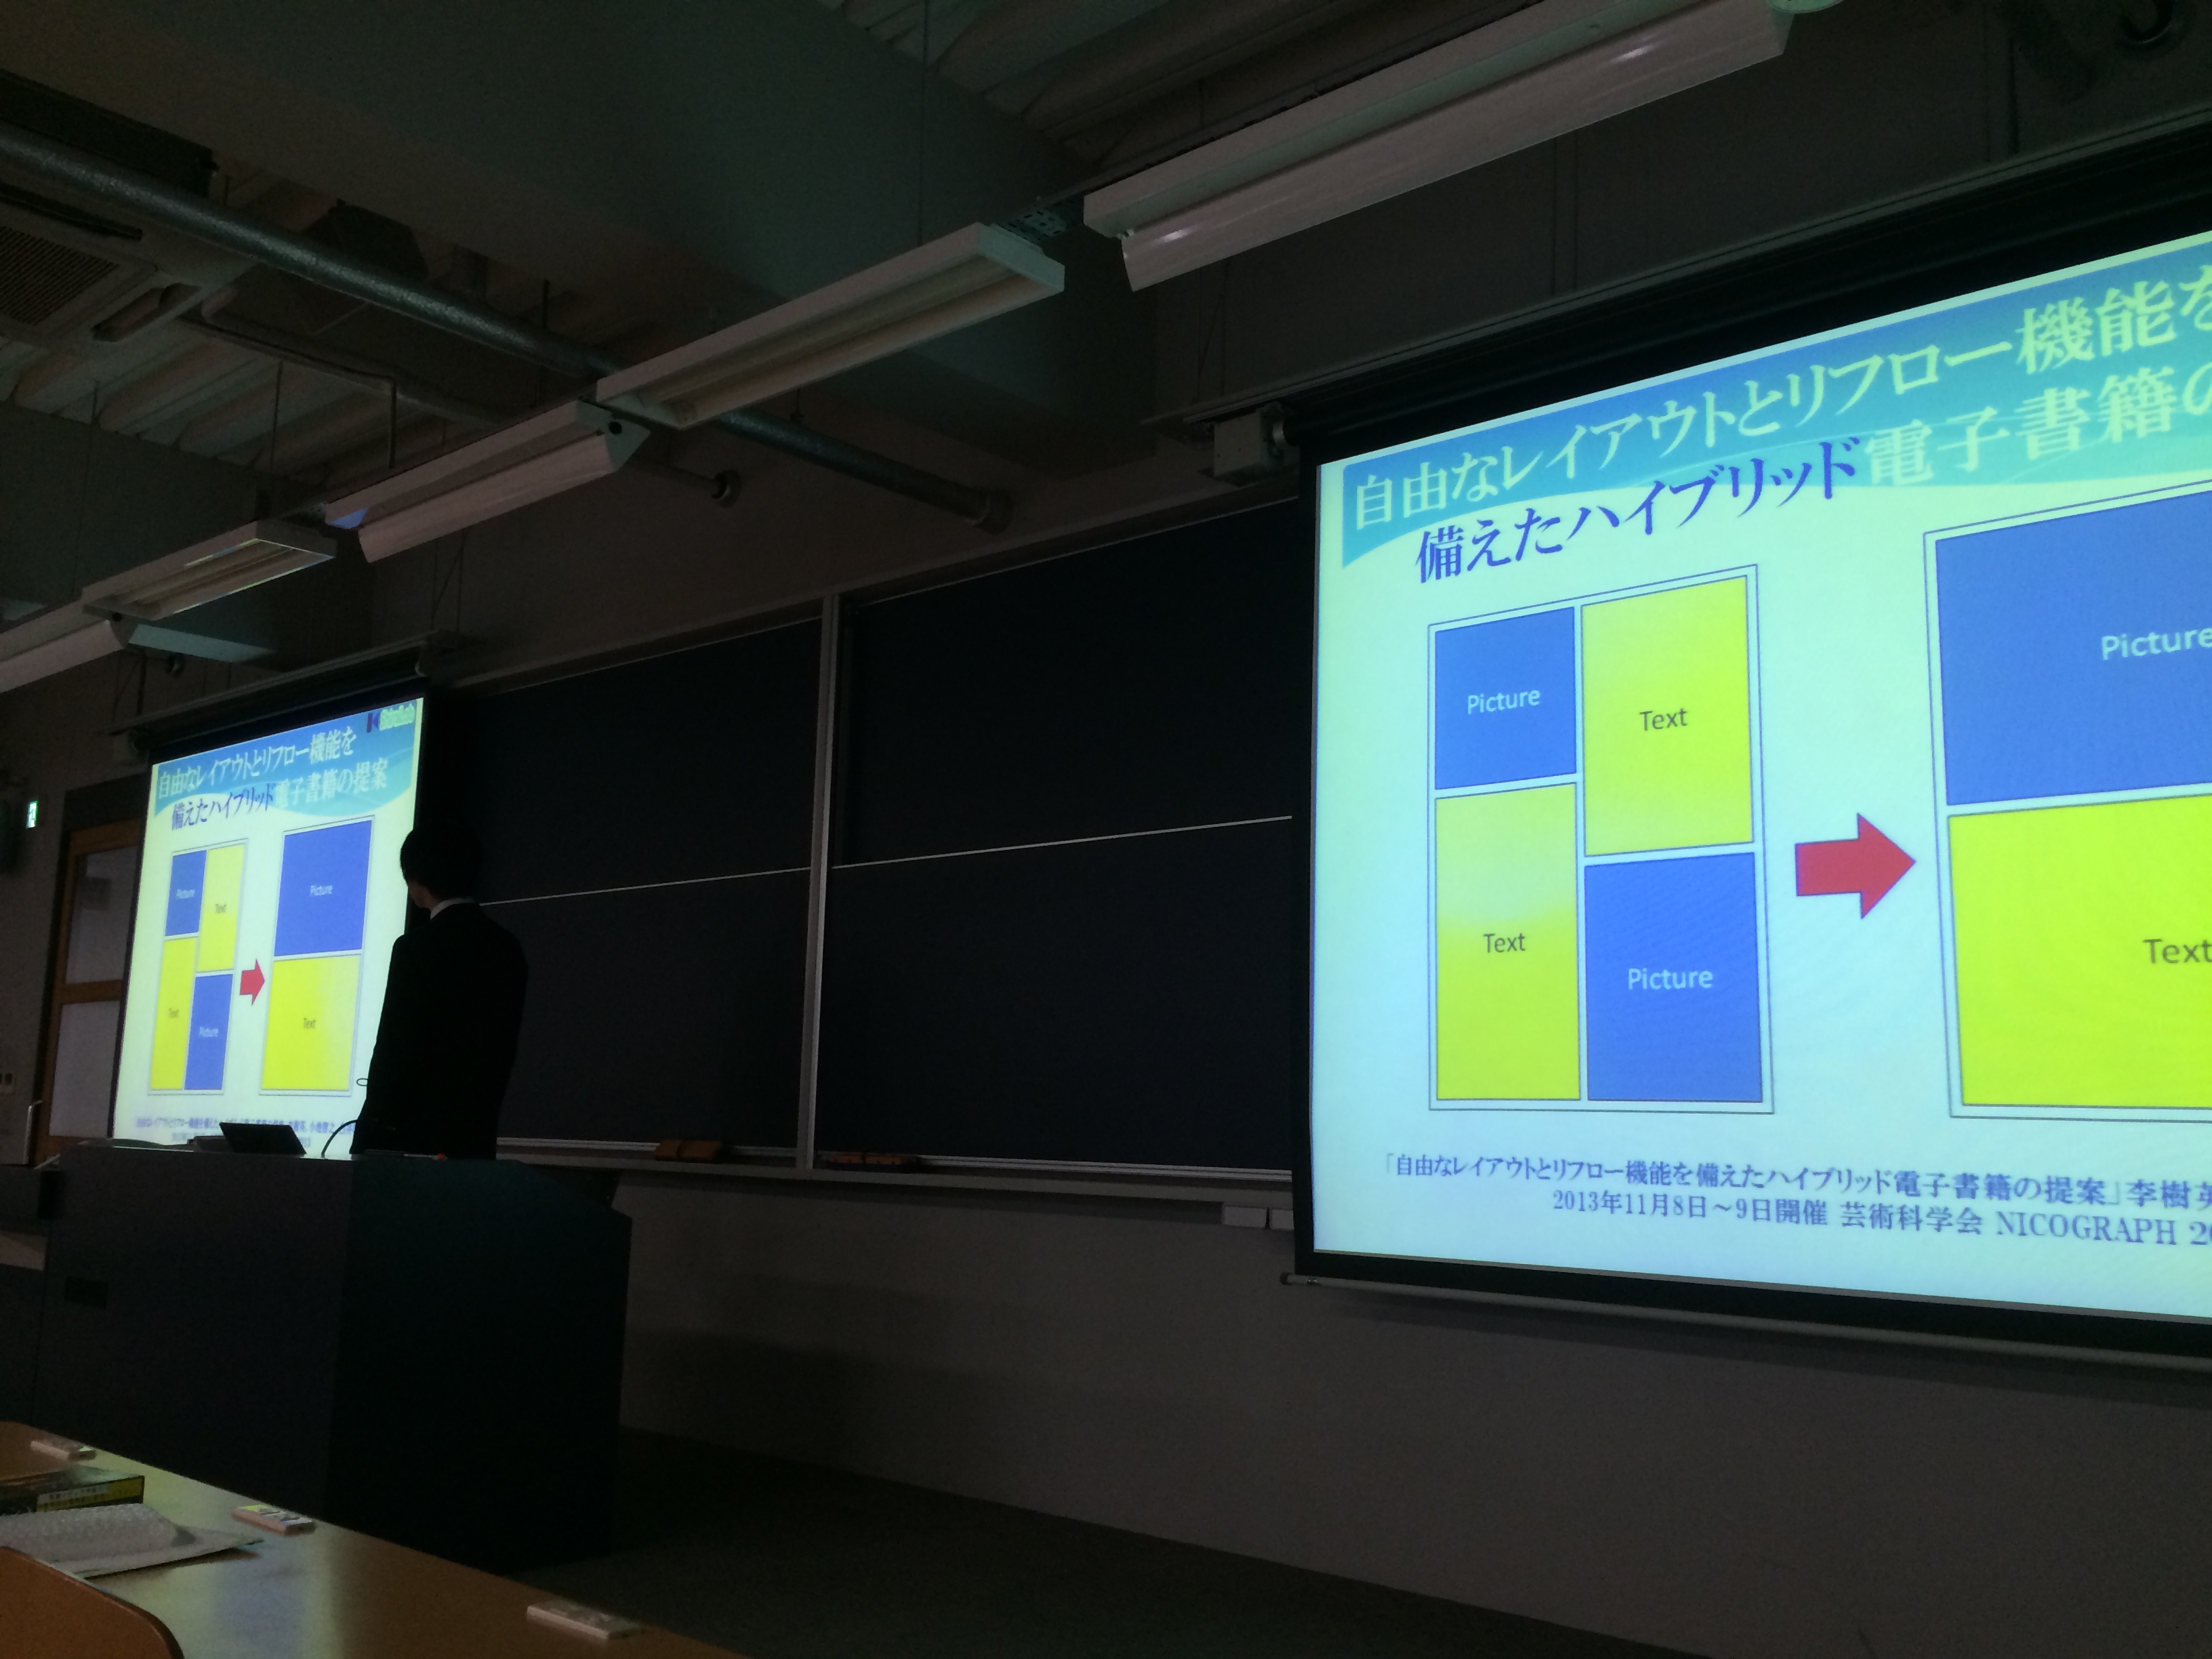 自由なレイアウトとリフロー機能を
備えたハイブリッド電子書籍の提案
Picture
Text
Picture
Text
Picture
Text
自由なレイアウトとリフロー機能を
備えたハイブリッド電子書籍の
Picture
Text
Picture
Text
Picture
Text
「自由なレイアウトとリフロー機能を備えたハイブリッド電子書籍の提案」李樹英
2013年11月8日～9日開催 芸術科学会 NICOGRAPH 20